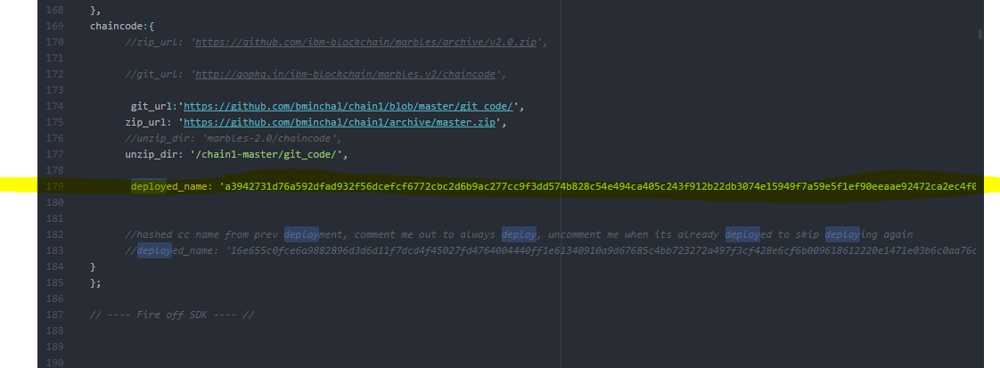 168 },
169 chaincode:{
170 //zip_url: 'https://github.com/ibm-blockchain/marbles/archive/v2.0.zip',
171
172 //git_url: 'http://gopkg.in/ibm-blockchain/marbles.v2/chaincode',
173
174 git_url:'https://github.com/bminchal/chain1/blob/master/git_code/',
175 zip_url: 'https://github.com/bminchal/chain1/archive/master.zip',
176 //unzip_dir: 'marbles-2.0/chaincode',
177 unzip_dir: '/chain1-master/git_code/',
178
179 deployed_name: 'a3942731d76a592dfad932f56dcefcf6772cbc2d6b9ac277cc9f3dd574b828c54e494ca405c243f912b22db3074e15949f7a59e5f1ef90eeaae92472ca2ec4f0
180
181
182 //hashed cc name from prev deployment, comment me out to always deploy, uncomment me when its already deployed to skip deploying again
183 //deployed_name: '16e655c0fce6a9882896d3d6d11f7dcd4f45027fd4764004440ff1e61340910a9d67685c4bb723272a497f3cf428e6cf6b009618612220e1471e03b6c0aa76c
184 }
185 };
186
187 // ---- Fire off SDK ---- //
188
189
190